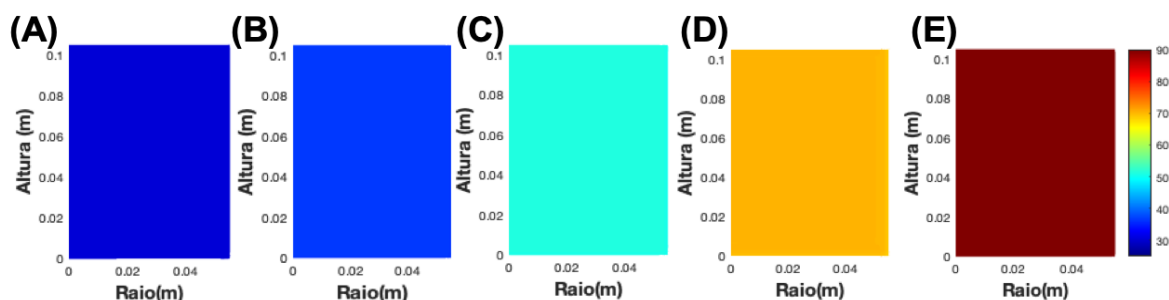 (A) (B) (C) (D) (E)
0.1 0.1 0.1 0.1 0.1 90
0.08 0.08 0.08 0.08 0.08 80
70
0.06 0.06 0.06 0.06 0.06 60
0.04 0.04 0.04 0.04 0.04 50
40
0.02 0.02 0.02 0.02 0.02 30
0 0 0 0 0
Altura (m) Altura (m) Altura (m) Altura (m) Altura (m)
0 0.02 0.04 0 0.02 0.04 0 0.02 0.04 0 0.02 0.04 0 0.02 0.04
Raio(m) Raio(m) Raio(m) Raio(m) Raio(m)